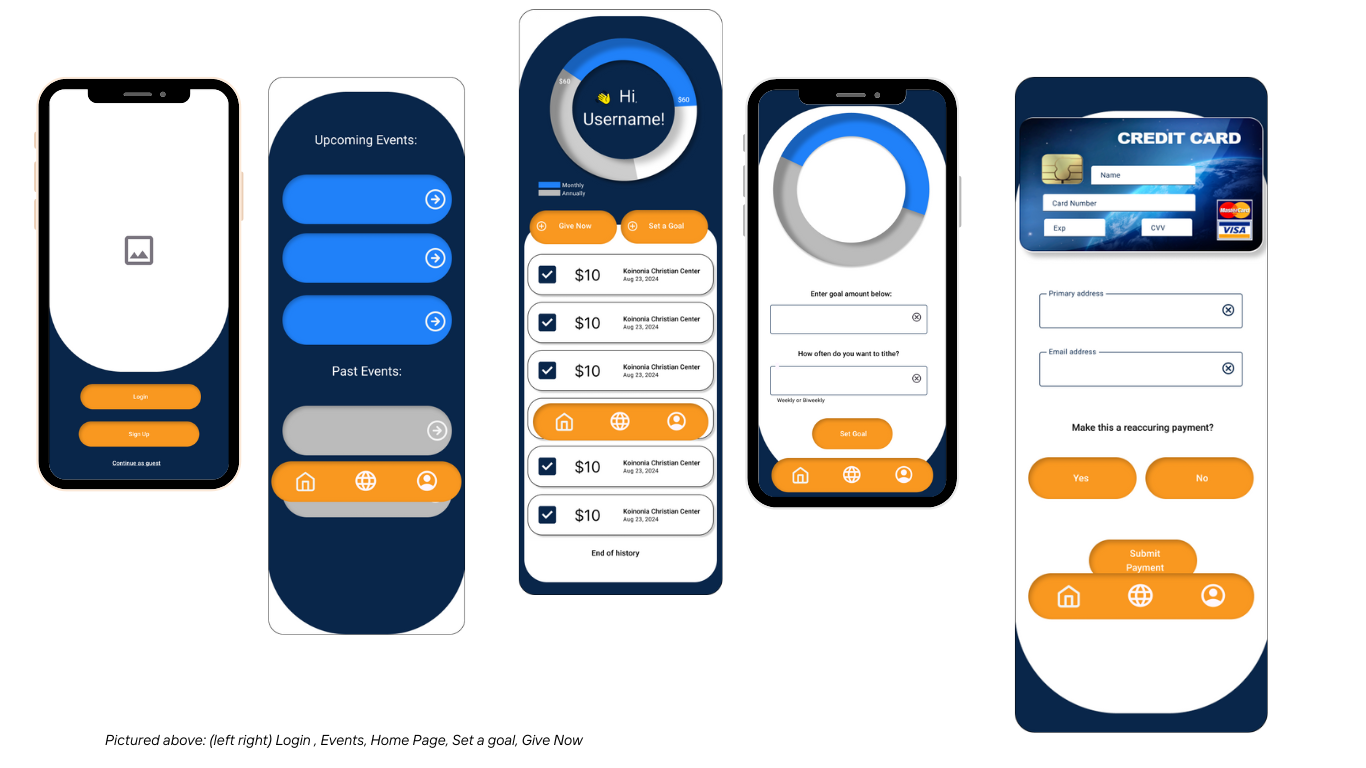 Login
Sign Up
Continue as guest
Upcoming Events:
Past Events:
$60
$60
👋 Hi,
Username!
Monthly
Annually
Give Now
Set a Goal
$10
Koinonia Christian Center
Aug 23, 2024
$10
Koinonia Christian Center
Aug 23, 2024
$10
Koinonia Christian Center
Aug 23, 2024
$10
Koinonia Christian Center
Aug 23, 2024
$10
Koinonia Christian Center
Aug 23, 2024
End of history
Enter goal amount below:
How often do you want to tithe?
Weekly or Biweekly
Set Goal
CREDIT CARD
Name
Card Number
Exp
CVV
MasterCard
VISA
Primary address
Email address
Make this a reaccuring payment?
Yes
No
Submit
Payment
Pictured above: (left right) Login , Events, Home Page, Set a goal, Give Now